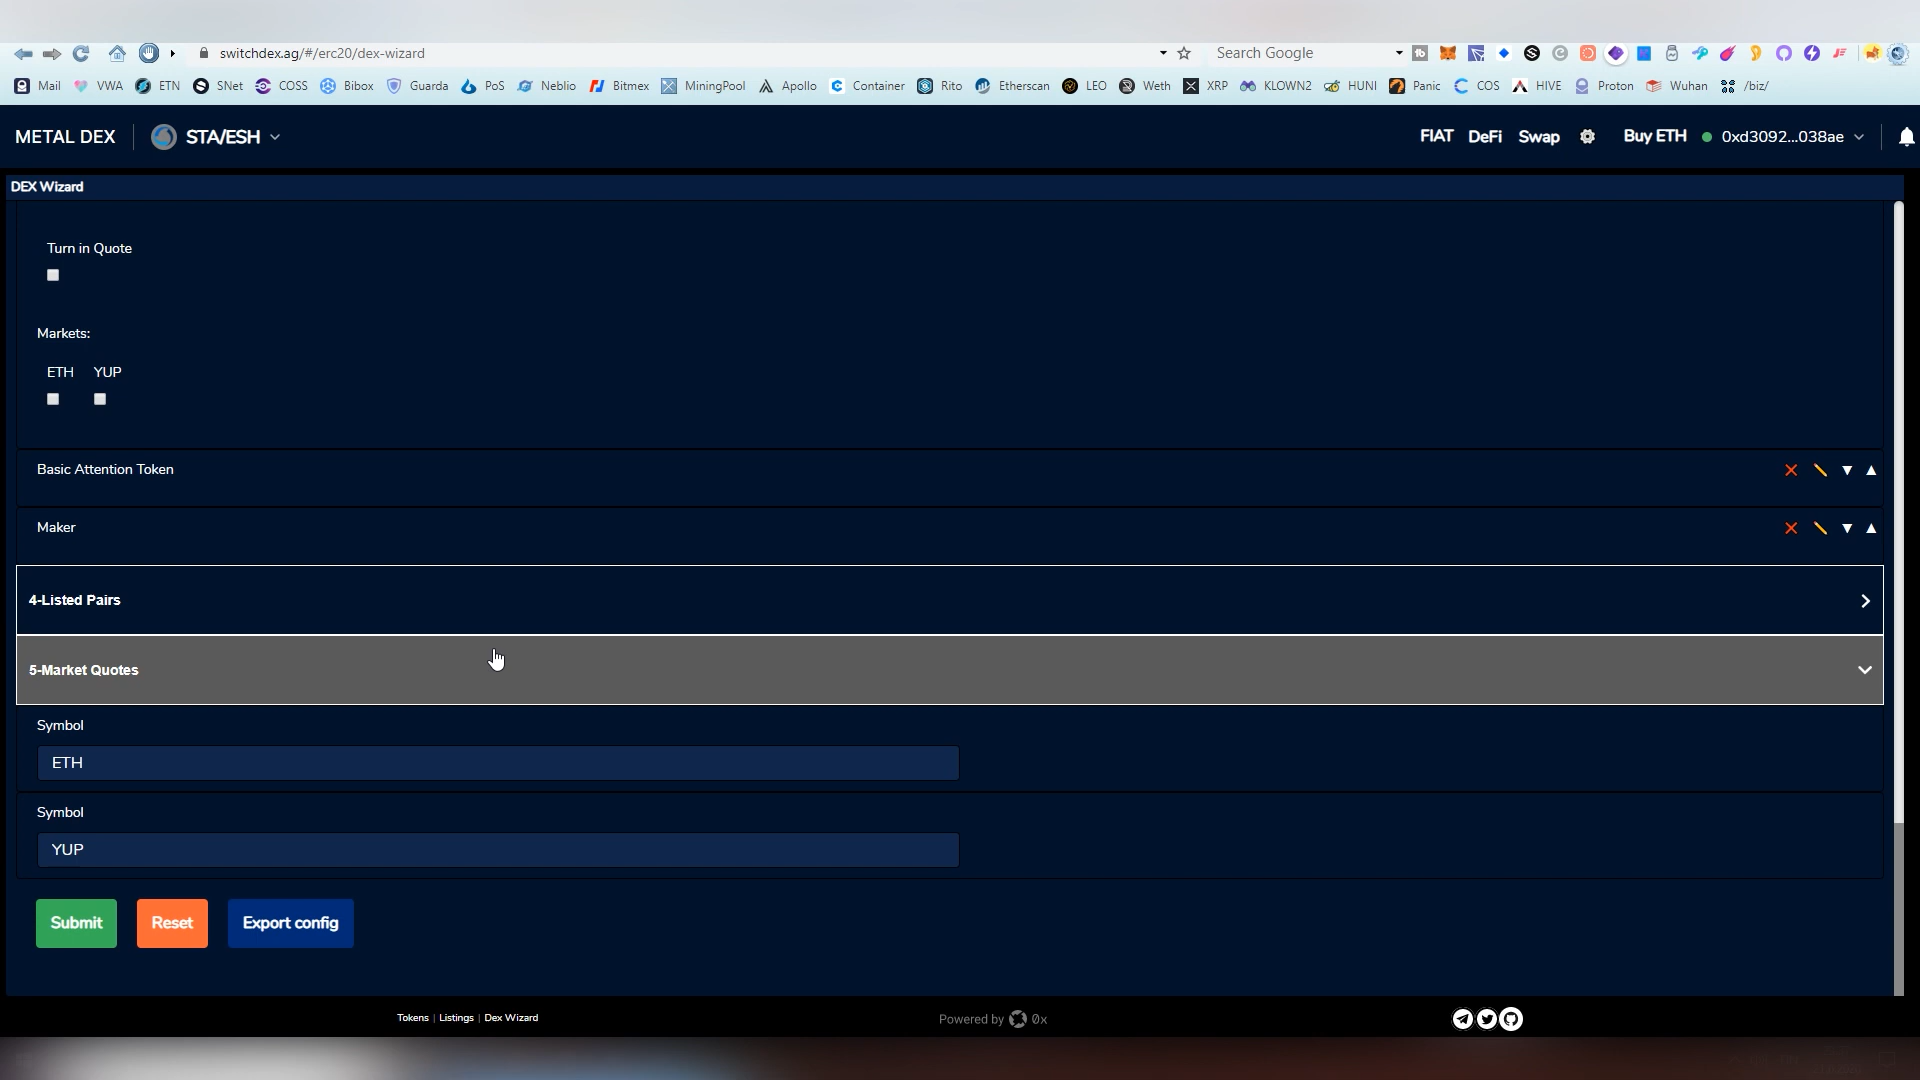 switchdex.ag/#/erc20/dex-wizard
Search Google
Mail VWA ETN SNet COSS Bibox Guarda PoS Neblio Bitmex MiningPool Apollo Container Rito Etherscan LEO Weth XRP KLOWN2 HUNI Panic COS HIVE Proton Wuhan /biz/
METAL DEX STA/ESH FIAT DeFi Swap Buy ETH 0xd3092...038ae
DEX Wizard
Turn in Quote
Markets:
ETH YUP
Basic Attention Token
Maker
4-Listed Pairs
5-Market Quotes
Symbol
ETH
Symbol
YUP
Submit Reset Export config
Tokens | Listings | Dex Wizard Powered by 0x